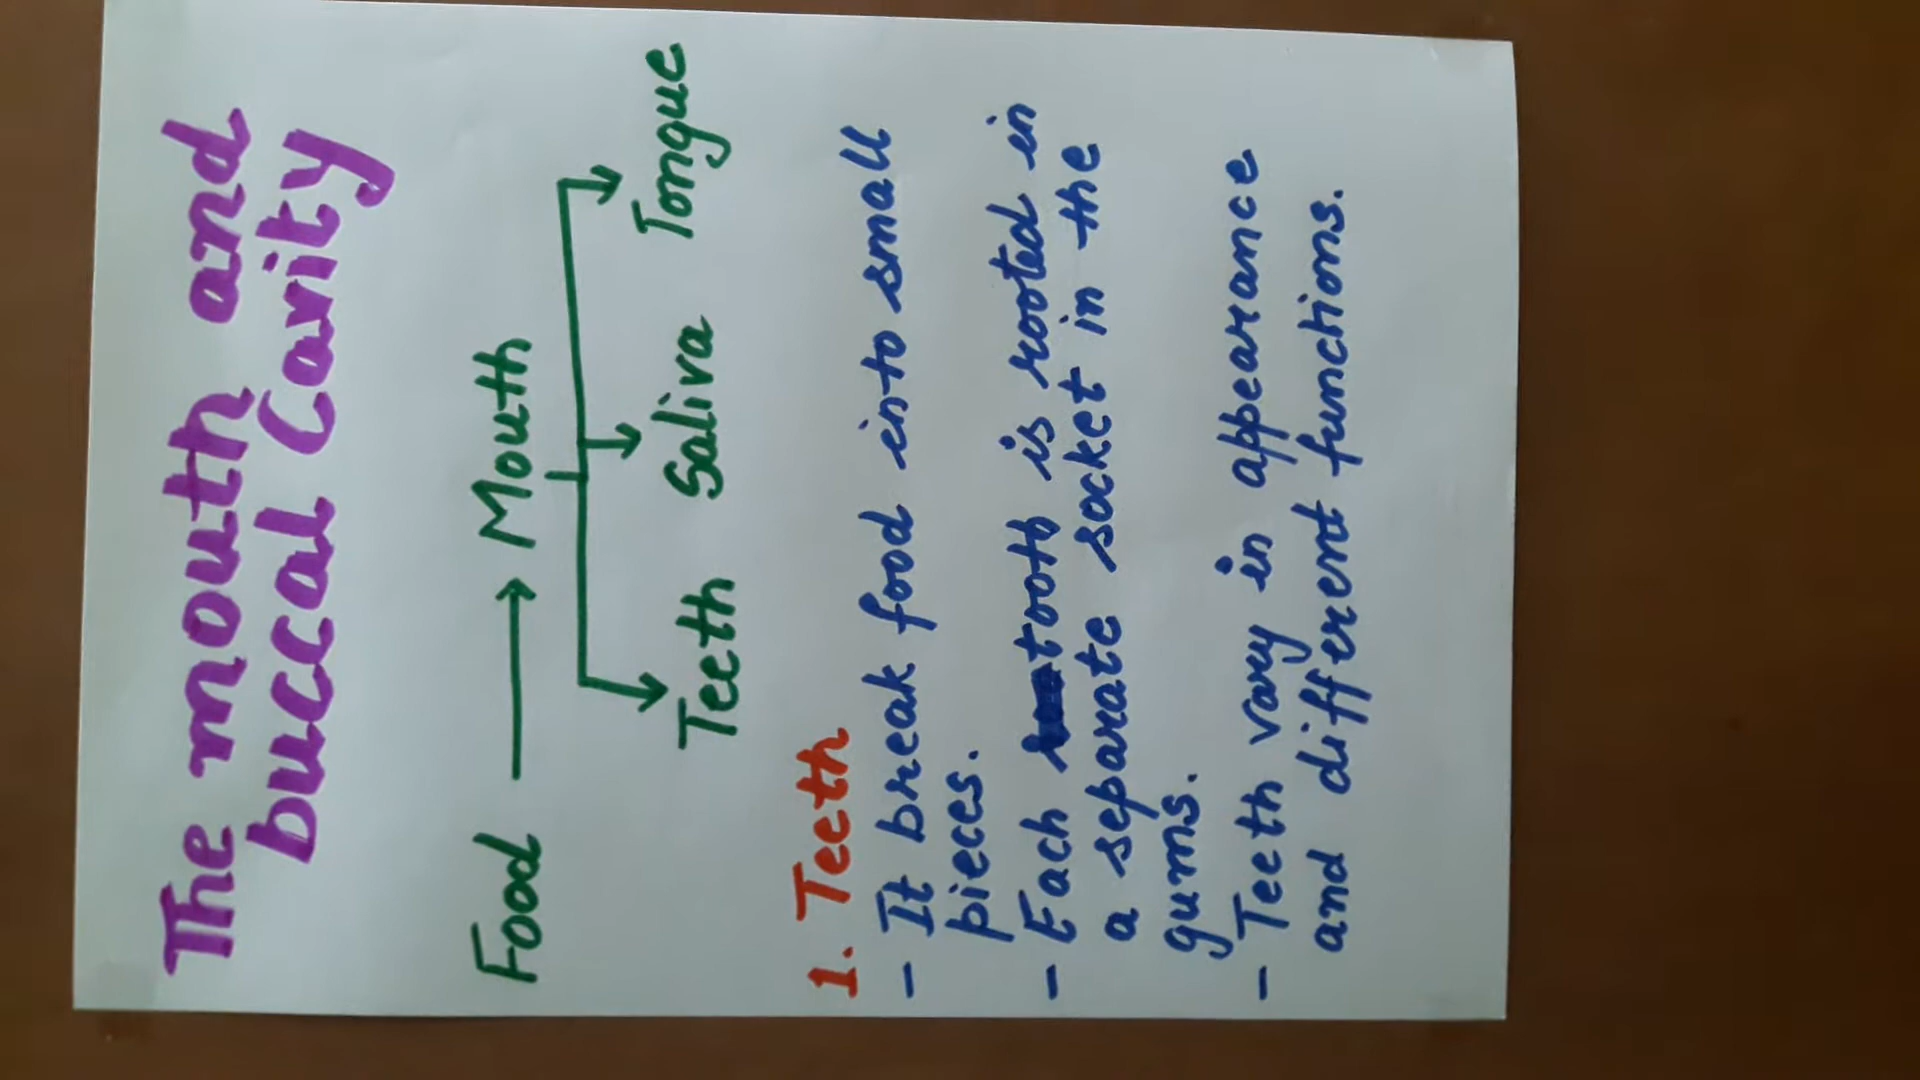 The mouth and
buccal Cavity
Food → Mouth
Teeth Saliva Tongue
1. Teeth
- It break food into small
pieces.
- Each tooth is rooted in
a separate socket in the
gums.
- Teeth vary in appearance
and different functions.